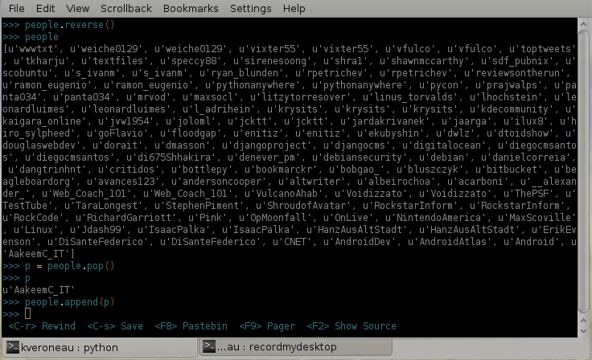 File Edit View Scrollback Bookmarks Settings Help
>>> people.reverse()
>>> people
[u'wwwtxt', u'weiche0129', u'weiche0129', u'vixter55', u'vixter55', u'vfulco', u'vfulco', u'toptweets'
, u'tkharju', u'textfiles', u'speccy88', u'sirensong', u'shra1', u'shawnmccarthy', u'sdf_pubnix', u'
scobuntu', u's_ivanm', u's_ivanm', u'ryan_blunden', u'rpetrichev', u'rpetrichev', u'reviewsontherun',
u'ramon_eugenio', u'ramon_eugenio', u'pythonanywhere', u'pythonanywhere', u'pycon', u'prajwalps', u'pa
nta034', u'panta034', u'mrvod', u'maxsocl', u'litzytorresover', u'linus_torvalds', u'lhochstein', u'le
onardluimes', u'leonardluimes', u'l_adrihein', u'krysits', u'krysits', u'krysits', u'kdecommunity', u'
kaigara_online', u'jvw1954', u'joloml', u'jcktt', u'jcktt', u'jardakrivanek', u'jaarga', u'ilux8', u'h
iro_sylpheed', u'goFlavio', u'floodgap', u'enitiz', u'enitiz', u'ekubyshin', u'dwlz', u'dtoidshow', u'
douglaswebdev', u'dorait', u'dmasson', u'djangoproject', u'djangocms', u'digitalocean', u'diegocmosant
os', u'diegocmsantos', u'di675Shhakira', u'denever_pm', u'debiansecurity', u'debian', u'danielcorreia'
, u'dangtrinhnt', u'critidos', u'bottlepy', u'bookmarckr', u'bobgao_', u'bluszczyk', u'bitbucket', u'be
agleboardorg', u'avances123', u'andersoncooper', u'altwriter', u'albeirochoa', u'acarboni', u'__alexan
der_', u'Web_Coach_101', u'Web_Coach_101', u'VulcanoAhab', u'Voidizzato', u'Voidizzato', u'ThePSF', u'
TestTube', u'TaraLongest', u'StephenPiment', u'ShroudofAvatar', u'RockstarInform', u'RockstarInform',
u'RockCode', u'RichardGarriott', u'Pink', u'OpMoonfall', u'OnLive', u'NintendoAmerica', u'MaxScoville'
, u'Linux', u'Jdash99', u'IsaacPalka', u'IsaacPalka', u'HanzAusAltStadt', u'HanzAusAltStadt', u'ErikEv
enson', u'DiSanteFederico', u'DiSanteFederico', u'CNET', u'AndroidDev', u'AndroidAtlas', u'Android', u
'AakeemC_IT']
>>> p = people.pop()
>>> p
u'AakeemC_IT'
>>> people.append(p)
>>>
<C-r> Rewind <C-s> Save <F8> Pastebin <F9> Pager <F2> Show Source
kveroneau : python
...au : recordmydesktop